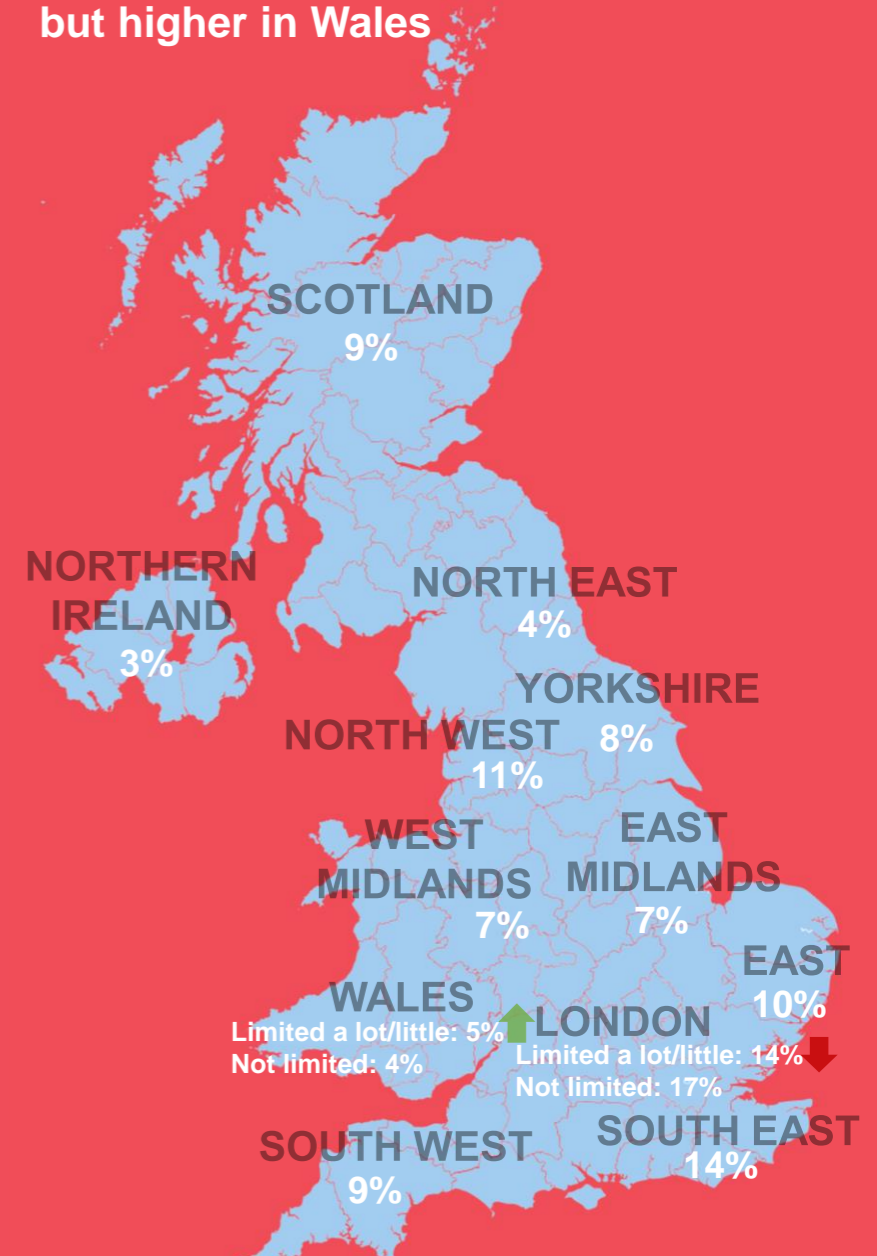 but higher in Wales
SCOTLAND
9%
NORTHERN
IRELAND
3%
NORTH EAST
4%
YORKSHIRE
8%
NORTH WEST
11%
WEST
MIDLANDS
7%
EAST
MIDLANDS
7%
EAST
10%
WALES
Limited a lot/little: 5%
Not limited: 4%
LONDON
Limited a lot/little: 14%
Not limited: 17%
SOUTH EAST
14%
SOUTH WEST
9%